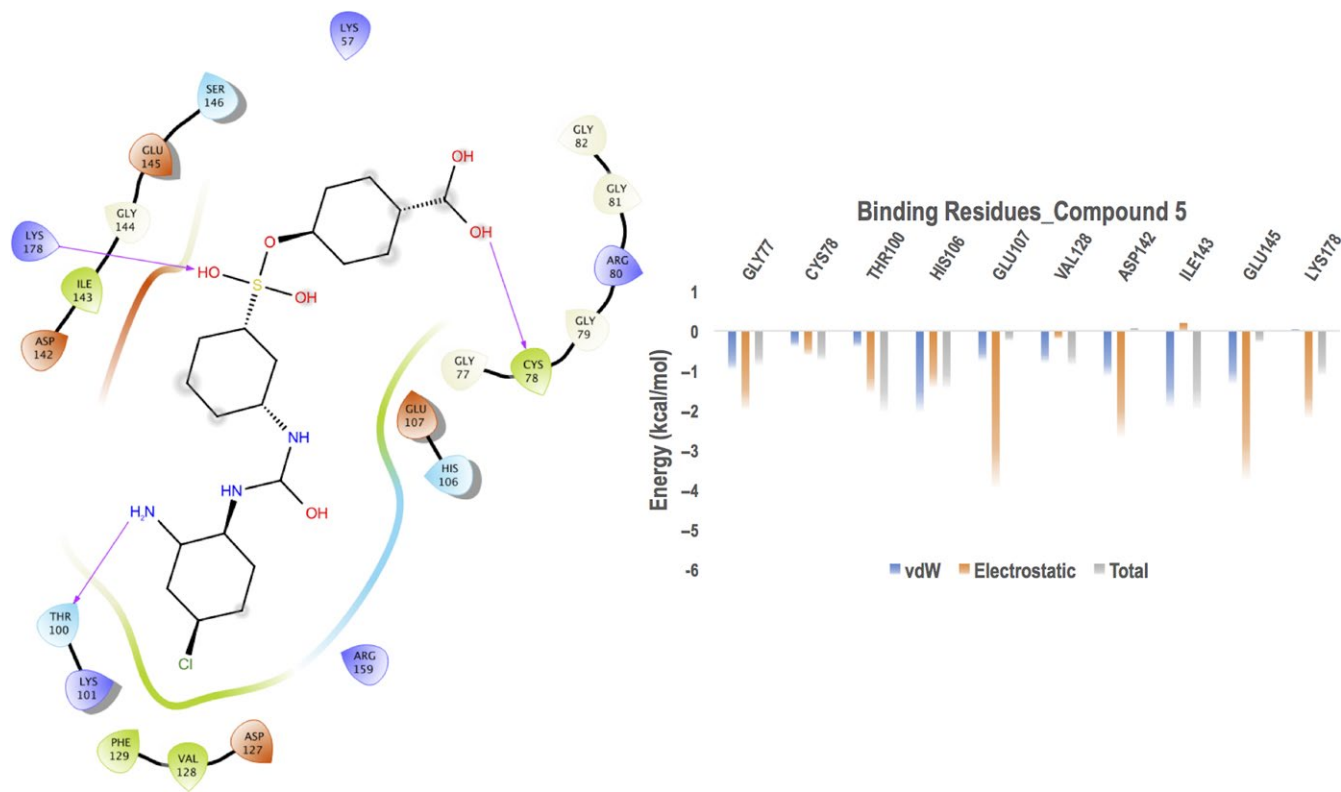 LYS
57
SER
146
GLU
145
GLY
144
LYS
178
ILE
143
ASP
142
OH
OH
O
HO
S
OH
NH
HN
OH
H₂N
Cl
GLY
82
GLY
81
ARG
80
GLY
79
CYS
78
GLY
77
GLU
107
HIS
106
THR
100
LYS
101
ARG
159
PHE
129
VAL
128
ASP
127
Binding Residues_Compound 5
GLY77
CYS78
THR100
HIS106
GLU107
VAL128
ASP142
ILE143
GLU145
LYS178
Energy (kcal/mol)
1
0
–1
–2
–3
–4
–5
-6
vdW
Electrostatic
Total